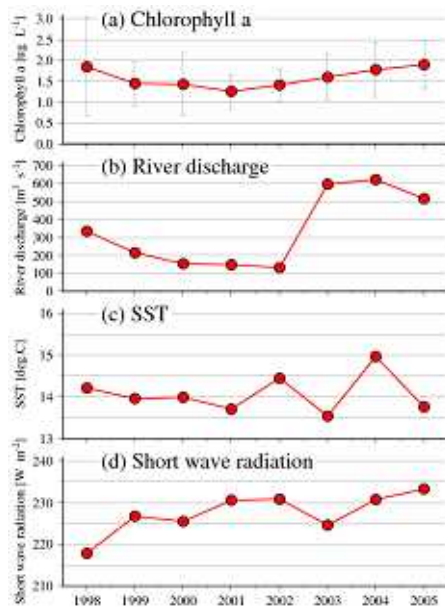 (a) Chlorophyll a
Chlorophyll a [ug L⁻¹]
3.0
2.5
2.0
1.5
1.0
0.5
0.0
(b) River discharge
River discharge [m³ s⁻¹]
700
600
500
400
300
200
100
0
(c) SST
SST [deg.C]
16
15
14
13
(d) Short wave radiation
Short wave radiation [W m⁻²]
240
230
220
210
1998 1999 2000 2001 2002 2003 2004 2005